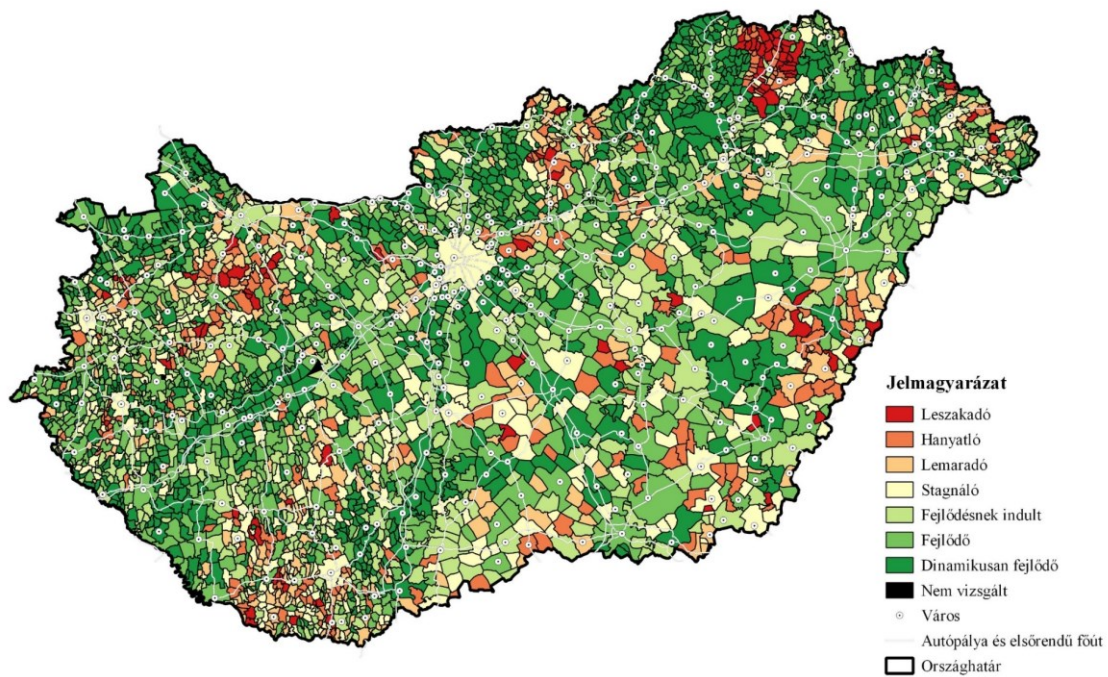 Jelmagyarázat
Leszakadó
Hanyatló
Lemaradó
Stagnáló
Fejlődésnek indult
Fejlődő
Dinamikusan fejlődő
Nem vizsgált
Város
Autópálya és elsőrendű főút
Országhatár